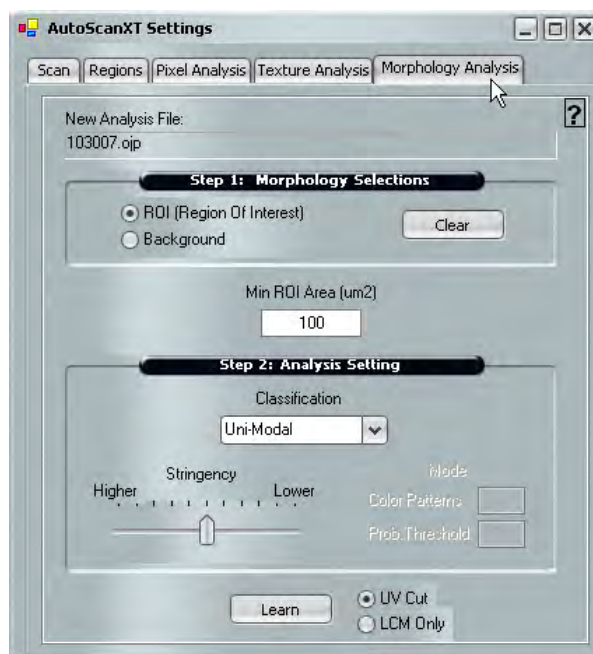 AutoScanXT Settings
Scan Regions Pixel Analysis Texture Analysis Morphology Analysis
New Analysis File:
103007.ojp
?
Step 1: Morphology Selections
ROI (Region Of Interest)
Background
Clear
Min ROI Area (um2)
100
Step 2: Analysis Setting
Classification
Uni-Modal
Stringency
Higher Lower
Mode
Color Patterns
Prob.Threshold
Learn
UV Cut
LCM Only